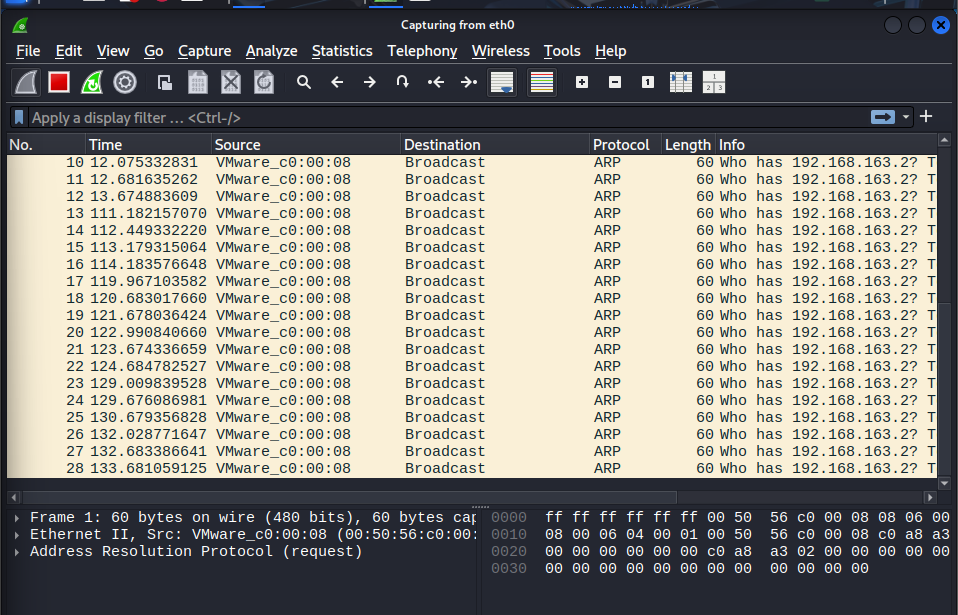 Capturing from eth0
File Edit View Go Capture Analyze Statistics Telephony Wireless Tools Help
Apply a display filter ... <Ctrl-/>
No. Time Source Destination Protocol Length Info
10 12.075332831 VMware_c0:00:08 Broadcast ARP 60 Who has 192.168.163.2? T
11 12.681635262 VMware_c0:00:08 Broadcast ARP 60 Who has 192.168.163.2? T
12 13.674883609 VMware_c0:00:08 Broadcast ARP 60 Who has 192.168.163.2? T
13 111.182157070 VMware_c0:00:08 Broadcast ARP 60 Who has 192.168.163.2? T
14 112.449332220 VMware_c0:00:08 Broadcast ARP 60 Who has 192.168.163.2? T
15 113.179315064 VMware_c0:00:08 Broadcast ARP 60 Who has 192.168.163.2? T
16 114.183576648 VMware_c0:00:08 Broadcast ARP 60 Who has 192.168.163.2? T
17 119.967103582 VMware_c0:00:08 Broadcast ARP 60 Who has 192.168.163.2? T
18 120.683017660 VMware_c0:00:08 Broadcast ARP 60 Who has 192.168.163.2? T
19 121.678036424 VMware_c0:00:08 Broadcast ARP 60 Who has 192.168.163.2? T
20 122.990840660 VMware_c0:00:08 Broadcast ARP 60 Who has 192.168.163.2? T
21 123.674336659 VMware_c0:00:08 Broadcast ARP 60 Who has 192.168.163.2? T
22 124.684782527 VMware_c0:00:08 Broadcast ARP 60 Who has 192.168.163.2? T
23 129.009839528 VMware_c0:00:08 Broadcast ARP 60 Who has 192.168.163.2? T
24 129.676086981 VMware_c0:00:08 Broadcast ARP 60 Who has 192.168.163.2? T
25 130.679356828 VMware_c0:00:08 Broadcast ARP 60 Who has 192.168.163.2? T
26 132.028771647 VMware_c0:00:08 Broadcast ARP 60 Who has 192.168.163.2? T
27 132.683386641 VMware_c0:00:08 Broadcast ARP 60 Who has 192.168.163.2? T
28 133.681059125 VMware_c0:00:08 Broadcast ARP 60 Who has 192.168.163.2? T
Frame 1: 60 bytes on wire (480 bits), 60 bytes cap
Ethernet II, Src: VMware_c0:00:08 (00:50:56:c0:00:
Address Resolution Protocol (request)
0000 ff ff ff ff ff ff 00 50 56 c0 00 08 08 06 00
0010 08 00 06 04 00 01 00 50 56 c0 00 08 c0 a8 a3
0020 00 00 00 00 00 00 c0 a8 a3 02 00 00 00 00 00
0030 00 00 00 00 00 00 00 00 00 00 00 00